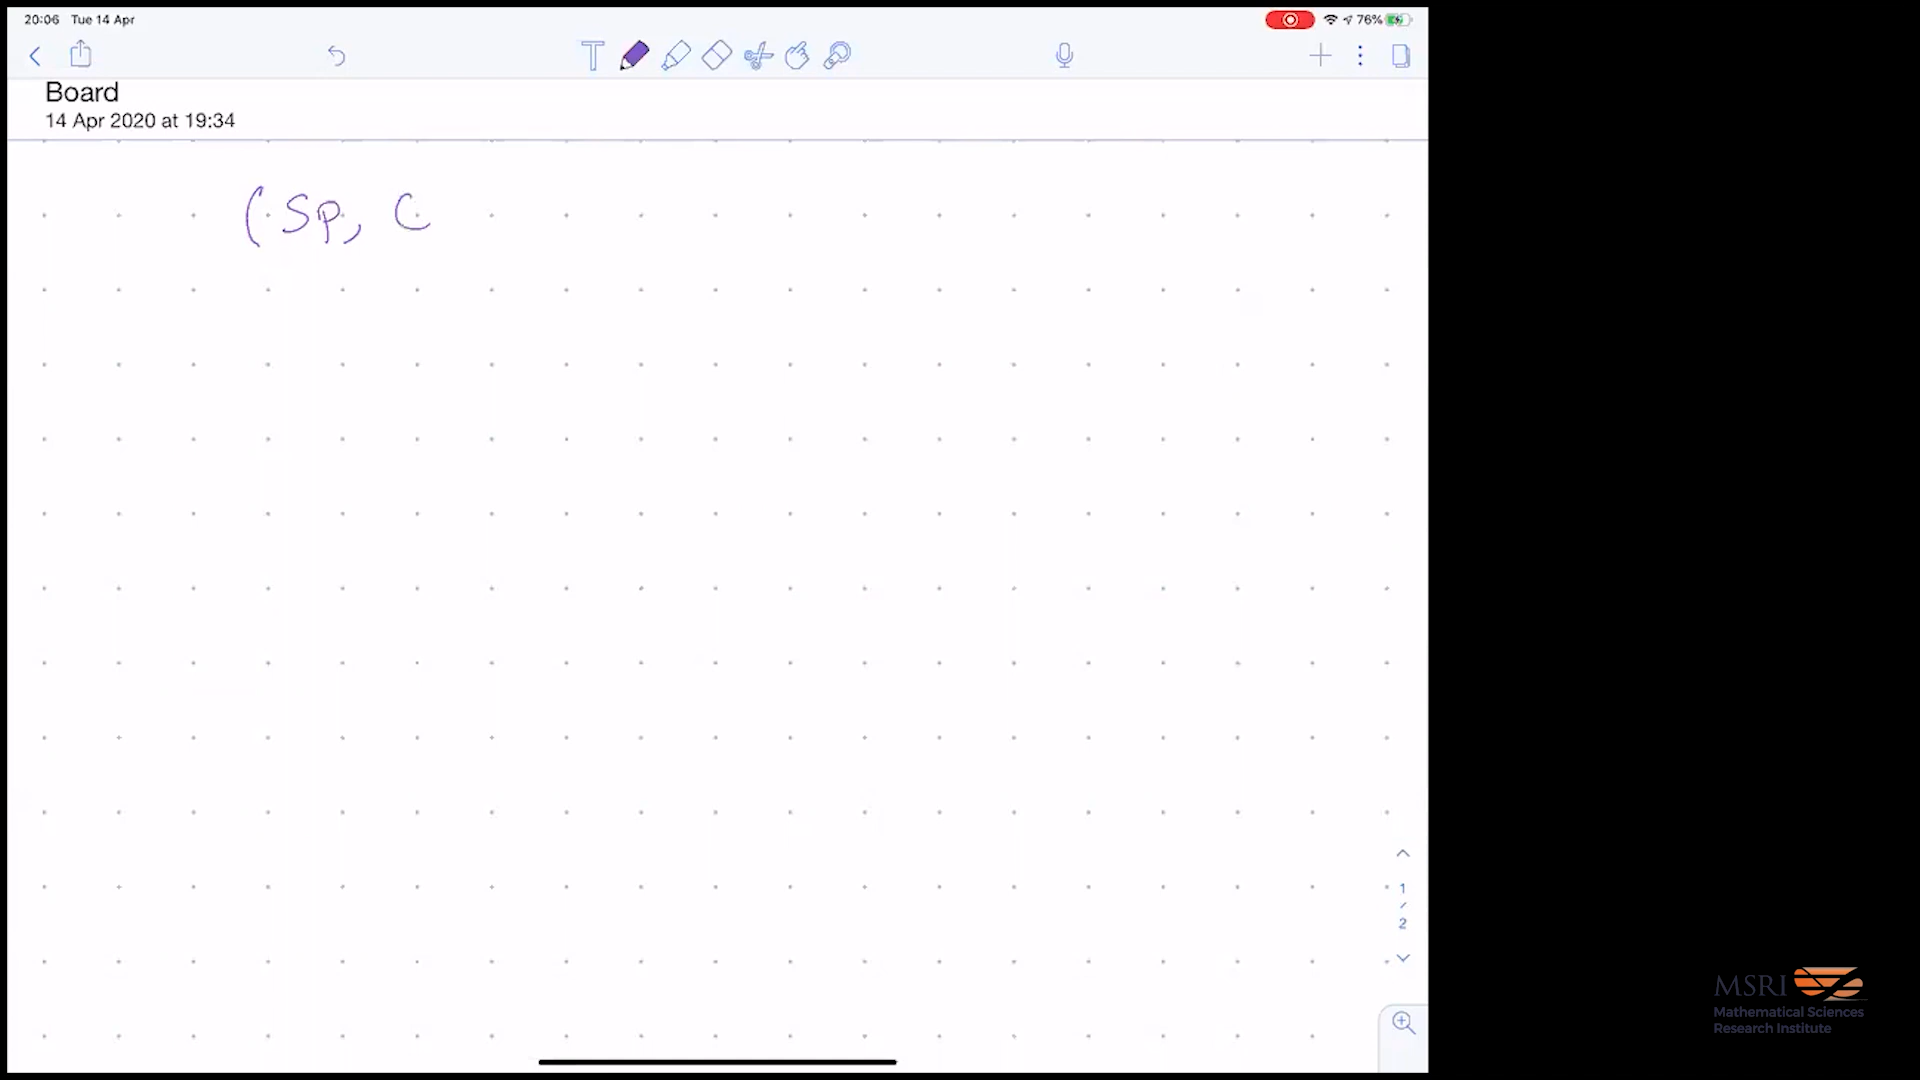 20:06 Tue 14 Apr
76%
T
Board
14 Apr 2020 at 19:34
(Sp, C
1
/
2
MSRI
Mathematical Sciences
Research Institute